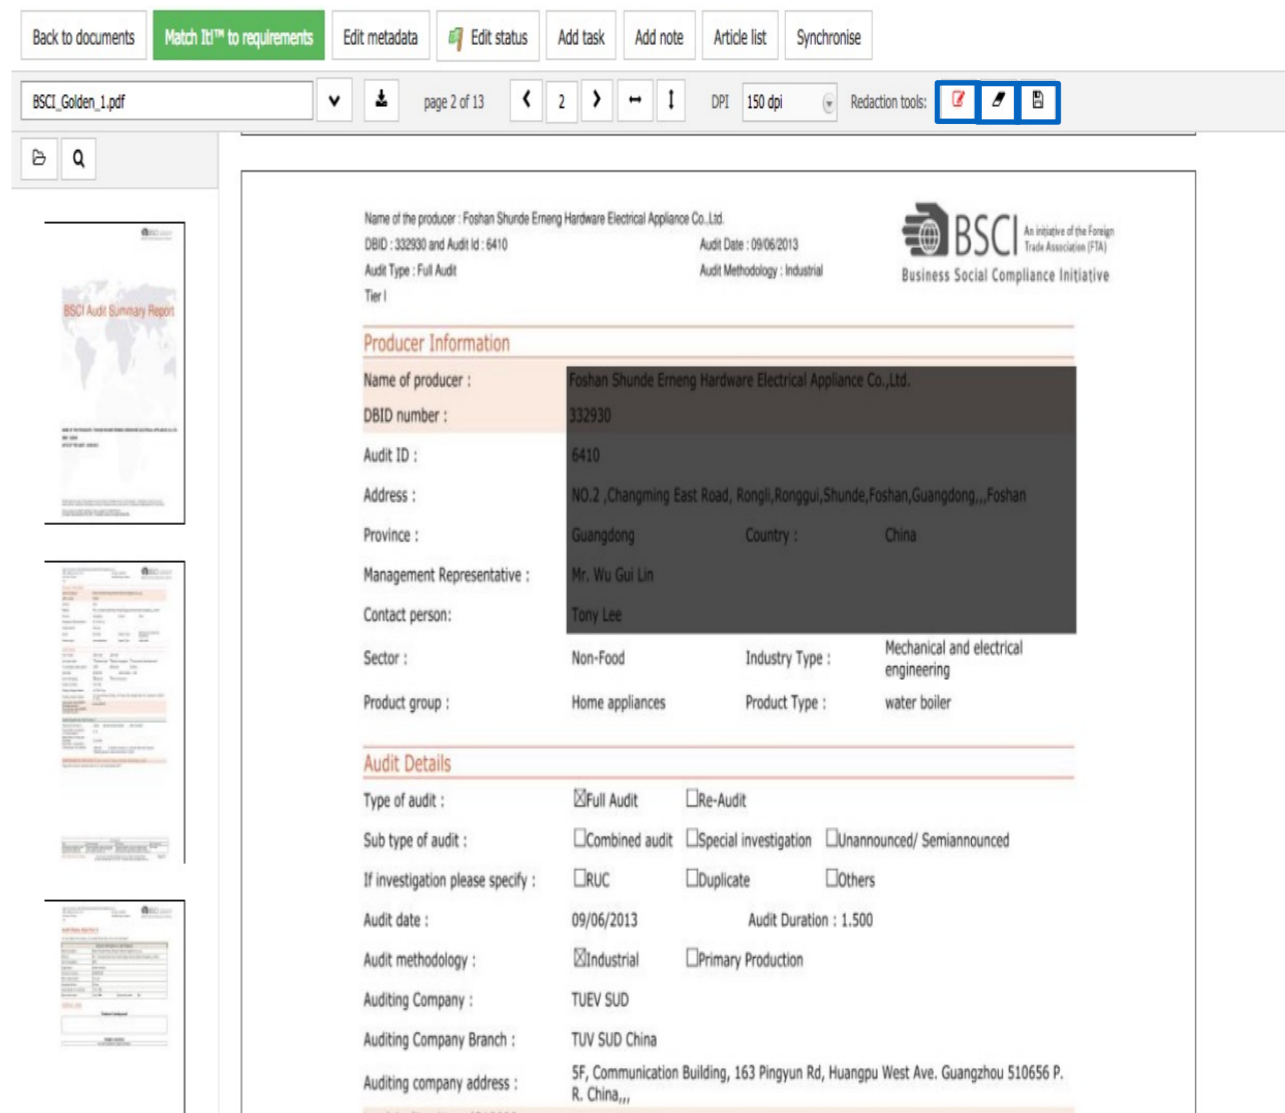 Back to documents Match It!™ to requirements Edit metadata Edit status Add task Add note Article list Synchronise
BSCI_Golden_1.pdf page 2 of 13 2 DPI 150 dpi Redaction tools:
BSCI Audit Summary Report
Name of the producer : Foshan Shunde Erneng Hardware Electrical Appliance Co.,Ltd.
DBID : 332930 and Audit Id : 6410 Audit Date : 09/06/2013
Audit Type : Full Audit Audit Methodology : Industrial
Tier I
BSCI An initiative of the Foreign
Trade Association (FTA)
Business Social Compliance Initiative
Producer Information
Name of producer : Foshan Shunde Erneng Hardware Electrical Appliance Co.,Ltd.
DBID number : 332930
Audit ID : 6410
Address : NO.2 ,Changming East Road, Rongli,Ronggui,Shunde,Foshan,Guangdong,,,Foshan
Province : Guangdong Country : China
Management Representative : Mr. Wu Gui Lin
Contact person: Tony Lee
Sector : Non-Food Industry Type : Mechanical and electrical
engineering
Product group : Home appliances Product Type : water boiler
Audit Details
Type of audit : Full Audit Re-Audit
Sub type of audit : Combined audit Special investigation Unannounced/ Semiannounced
If investigation please specify : RUC Duplicate Others
Audit date : 09/06/2013 Audit Duration : 1.500
Audit methodology : Industrial Primary Production
Auditing Company : TUEV SUD
Auditing Company Branch : TUV SUD China
Auditing company address : 5F, Communication Building, 163 Pingyun Rd, Huangpu West Ave. Guangzhou 510656 P.
R. China,,,